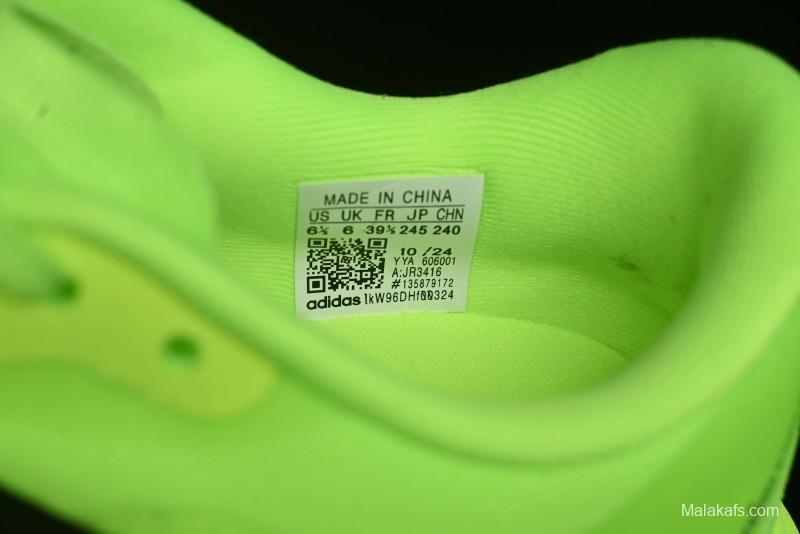 MADE IN CHINA
US UK FR JP CHN
6½ 6 39⅓ 245 240
10 / 24
YYA 606001
A:JR3416
#135879172
adidas 1kW96DHf00324
Malakafs.com